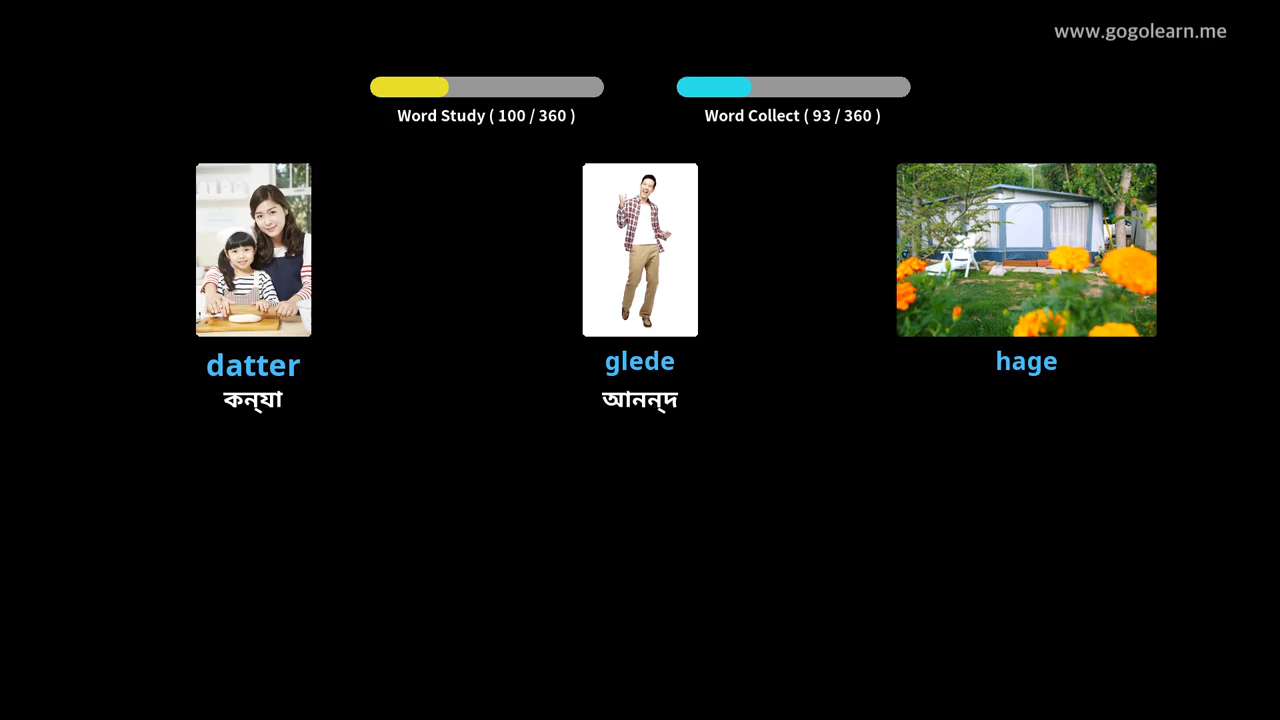 www.gogolearn.me
Word Study ( 100 / 360 )
Word Collect ( 93 / 360 )
datter
glede
hage
কন্যা
আনন্দ